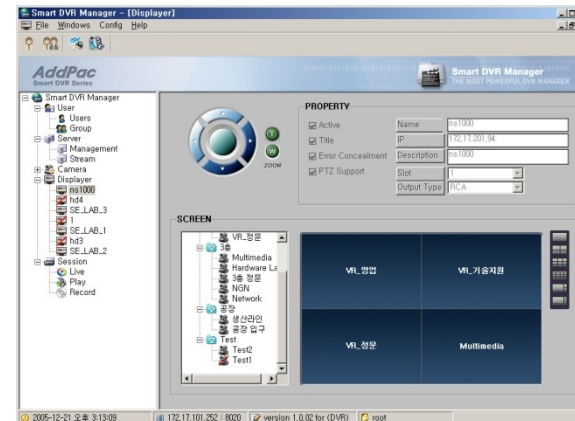 Smart DVR Manager - [Displayer]
File Windows Config Help
AddPac
Smart DVR Series
Smart DVR Manager
THE MOST POWERFUL DVR MANAGER
Smart DVR Manager
User
Users
Group
Server
Management
Stream
Camera
Displayer
ns1000
hd4
SE_LAB_3
1
SE_LAB_1
hd3
SE_LAB_2
Session
Live
Play
Record
T
W
ZOOM
PROPERTY
Active
Title
Error Concealment
PTZ Support
Name ns1000
IP 172.17.201.94
Description ns1000
Slot 1
Output Type RCA
SCREEN
VR_정문
3층
Multimedia
Hardware La
3층 정문
NGN
Network
공장
생산라인
공장 입구
Test
Test2
Test1
VR_영업
VR_기술지원
VR_정문
Multimedia
2005-12-21 오후 3:13:09
172.17.101.252 : 8020
version 1.0.02 for (DVR)
root